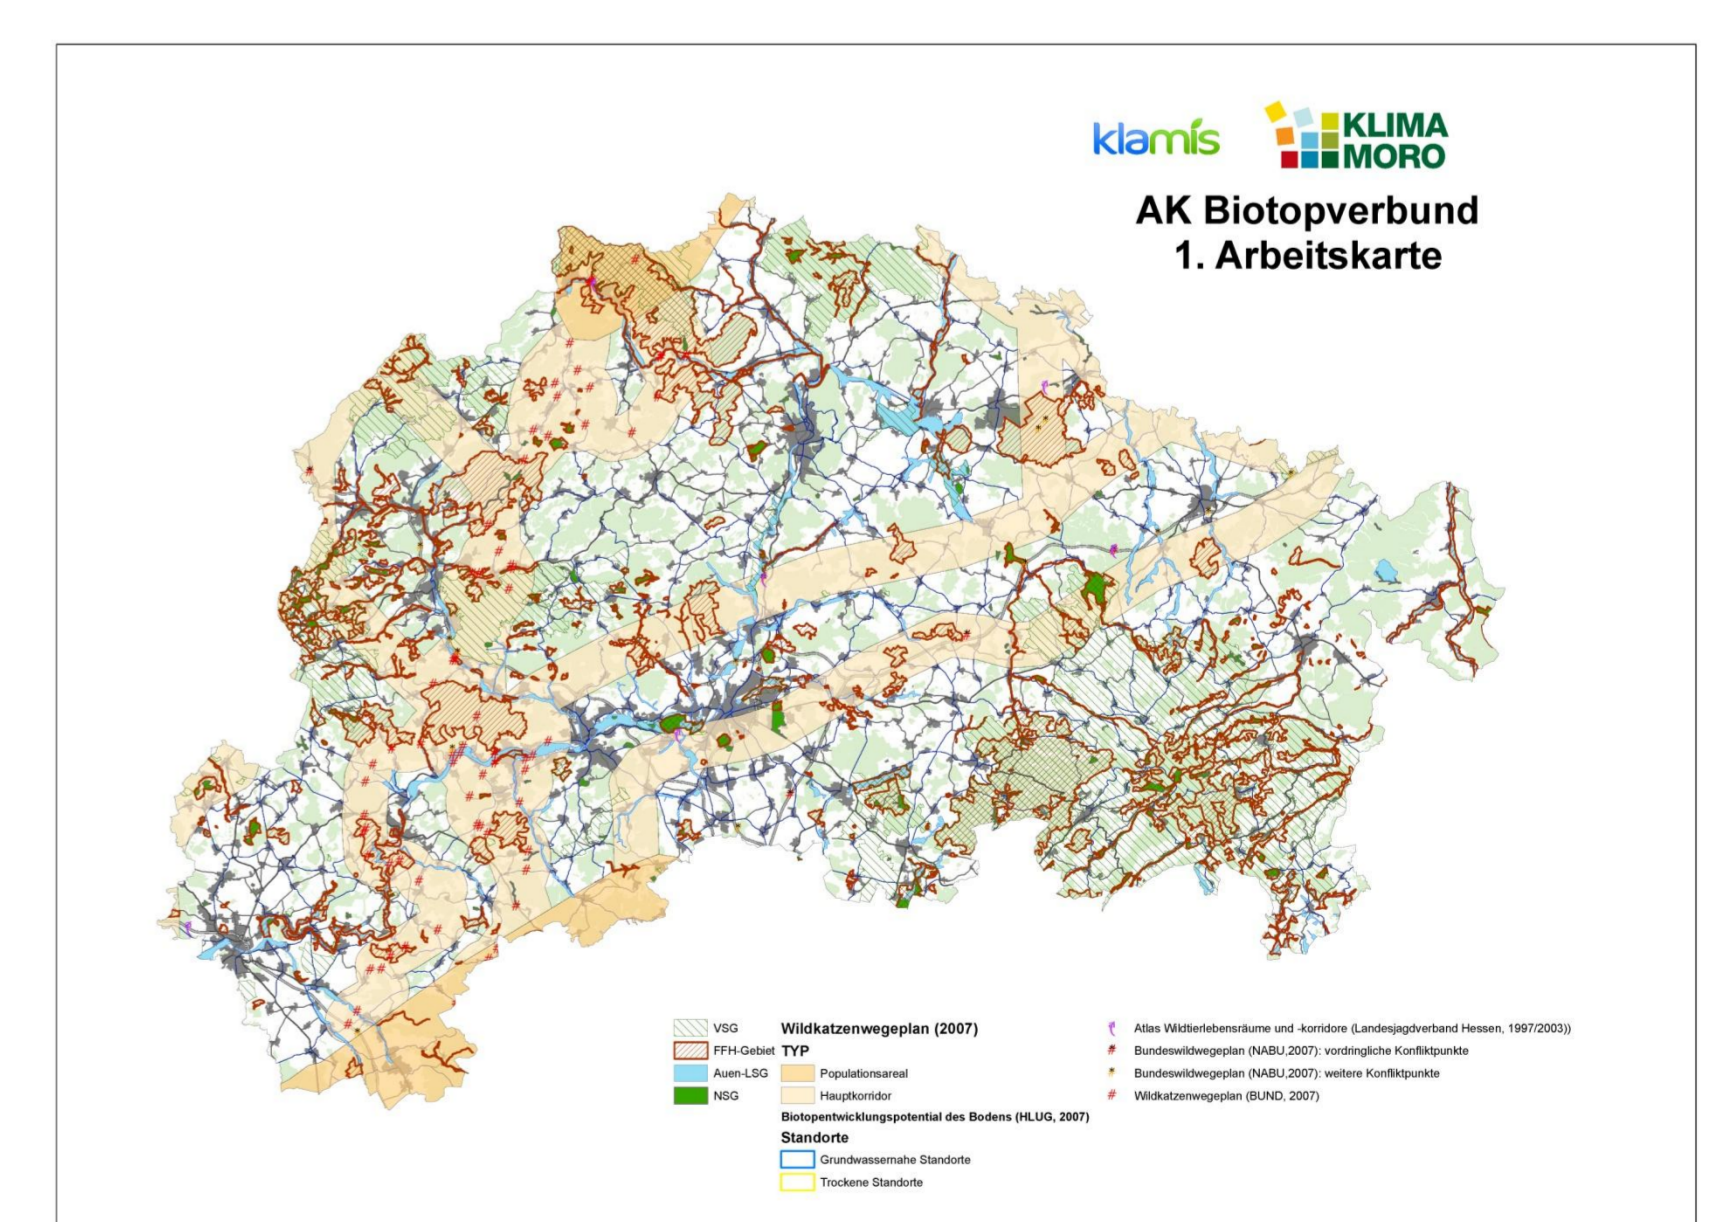 klamis
KLIMA
MORO
AK Biotopverbund
1. Arbeitskarte
VSG
FFH-Gebiet
Auen-LSG
NSG
Wildkatzenwegeplan (2007)
TYP
Populationsareal
Hauptkorridor
Biotopentwicklungspotential des Bodens (HLUG, 2007)
Standorte
Grundwassernahe Standorte
Trockene Standorte
Atlas Wildtierlebensräume und -korridore (Landesjagdverband Hessen, 1997/2003))
Bundeswildwegeplan (NABU,2007): vordringliche Konfliktpunkte
Bundeswildwegeplan (NABU,2007): weitere Konfliktpunkte
Wildkatzenwegeplan (BUND, 2007)